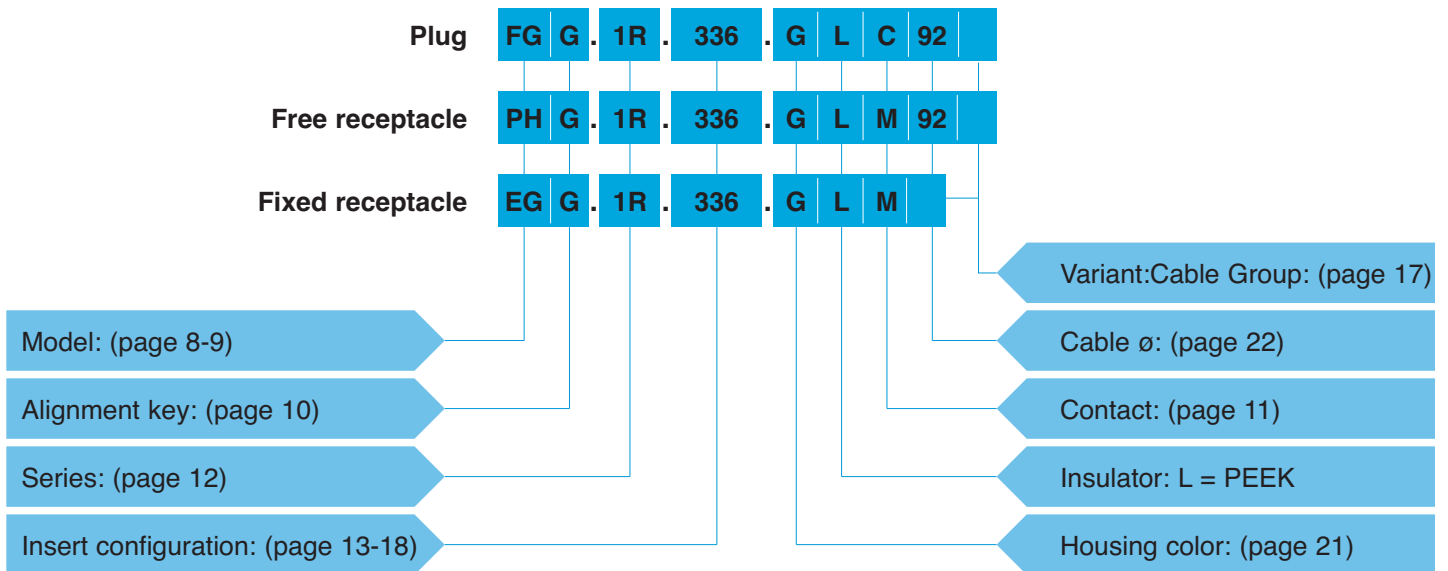 Plug FG G . 1R . 336 . G L C 92
Free receptacle PH G . 1R . 336 . G L M 92
Fixed receptacle EG G . 1R . 336 . G L M
Variant:Cable Group: (page 17)
Model: (page 8-9)
Cable ø: (page 22)
Alignment key: (page 10)
Contact: (page 11)
Series: (page 12)
Insulator: L = PEEK
Insert configuration: (page 13-18)
Housing color: (page 21)